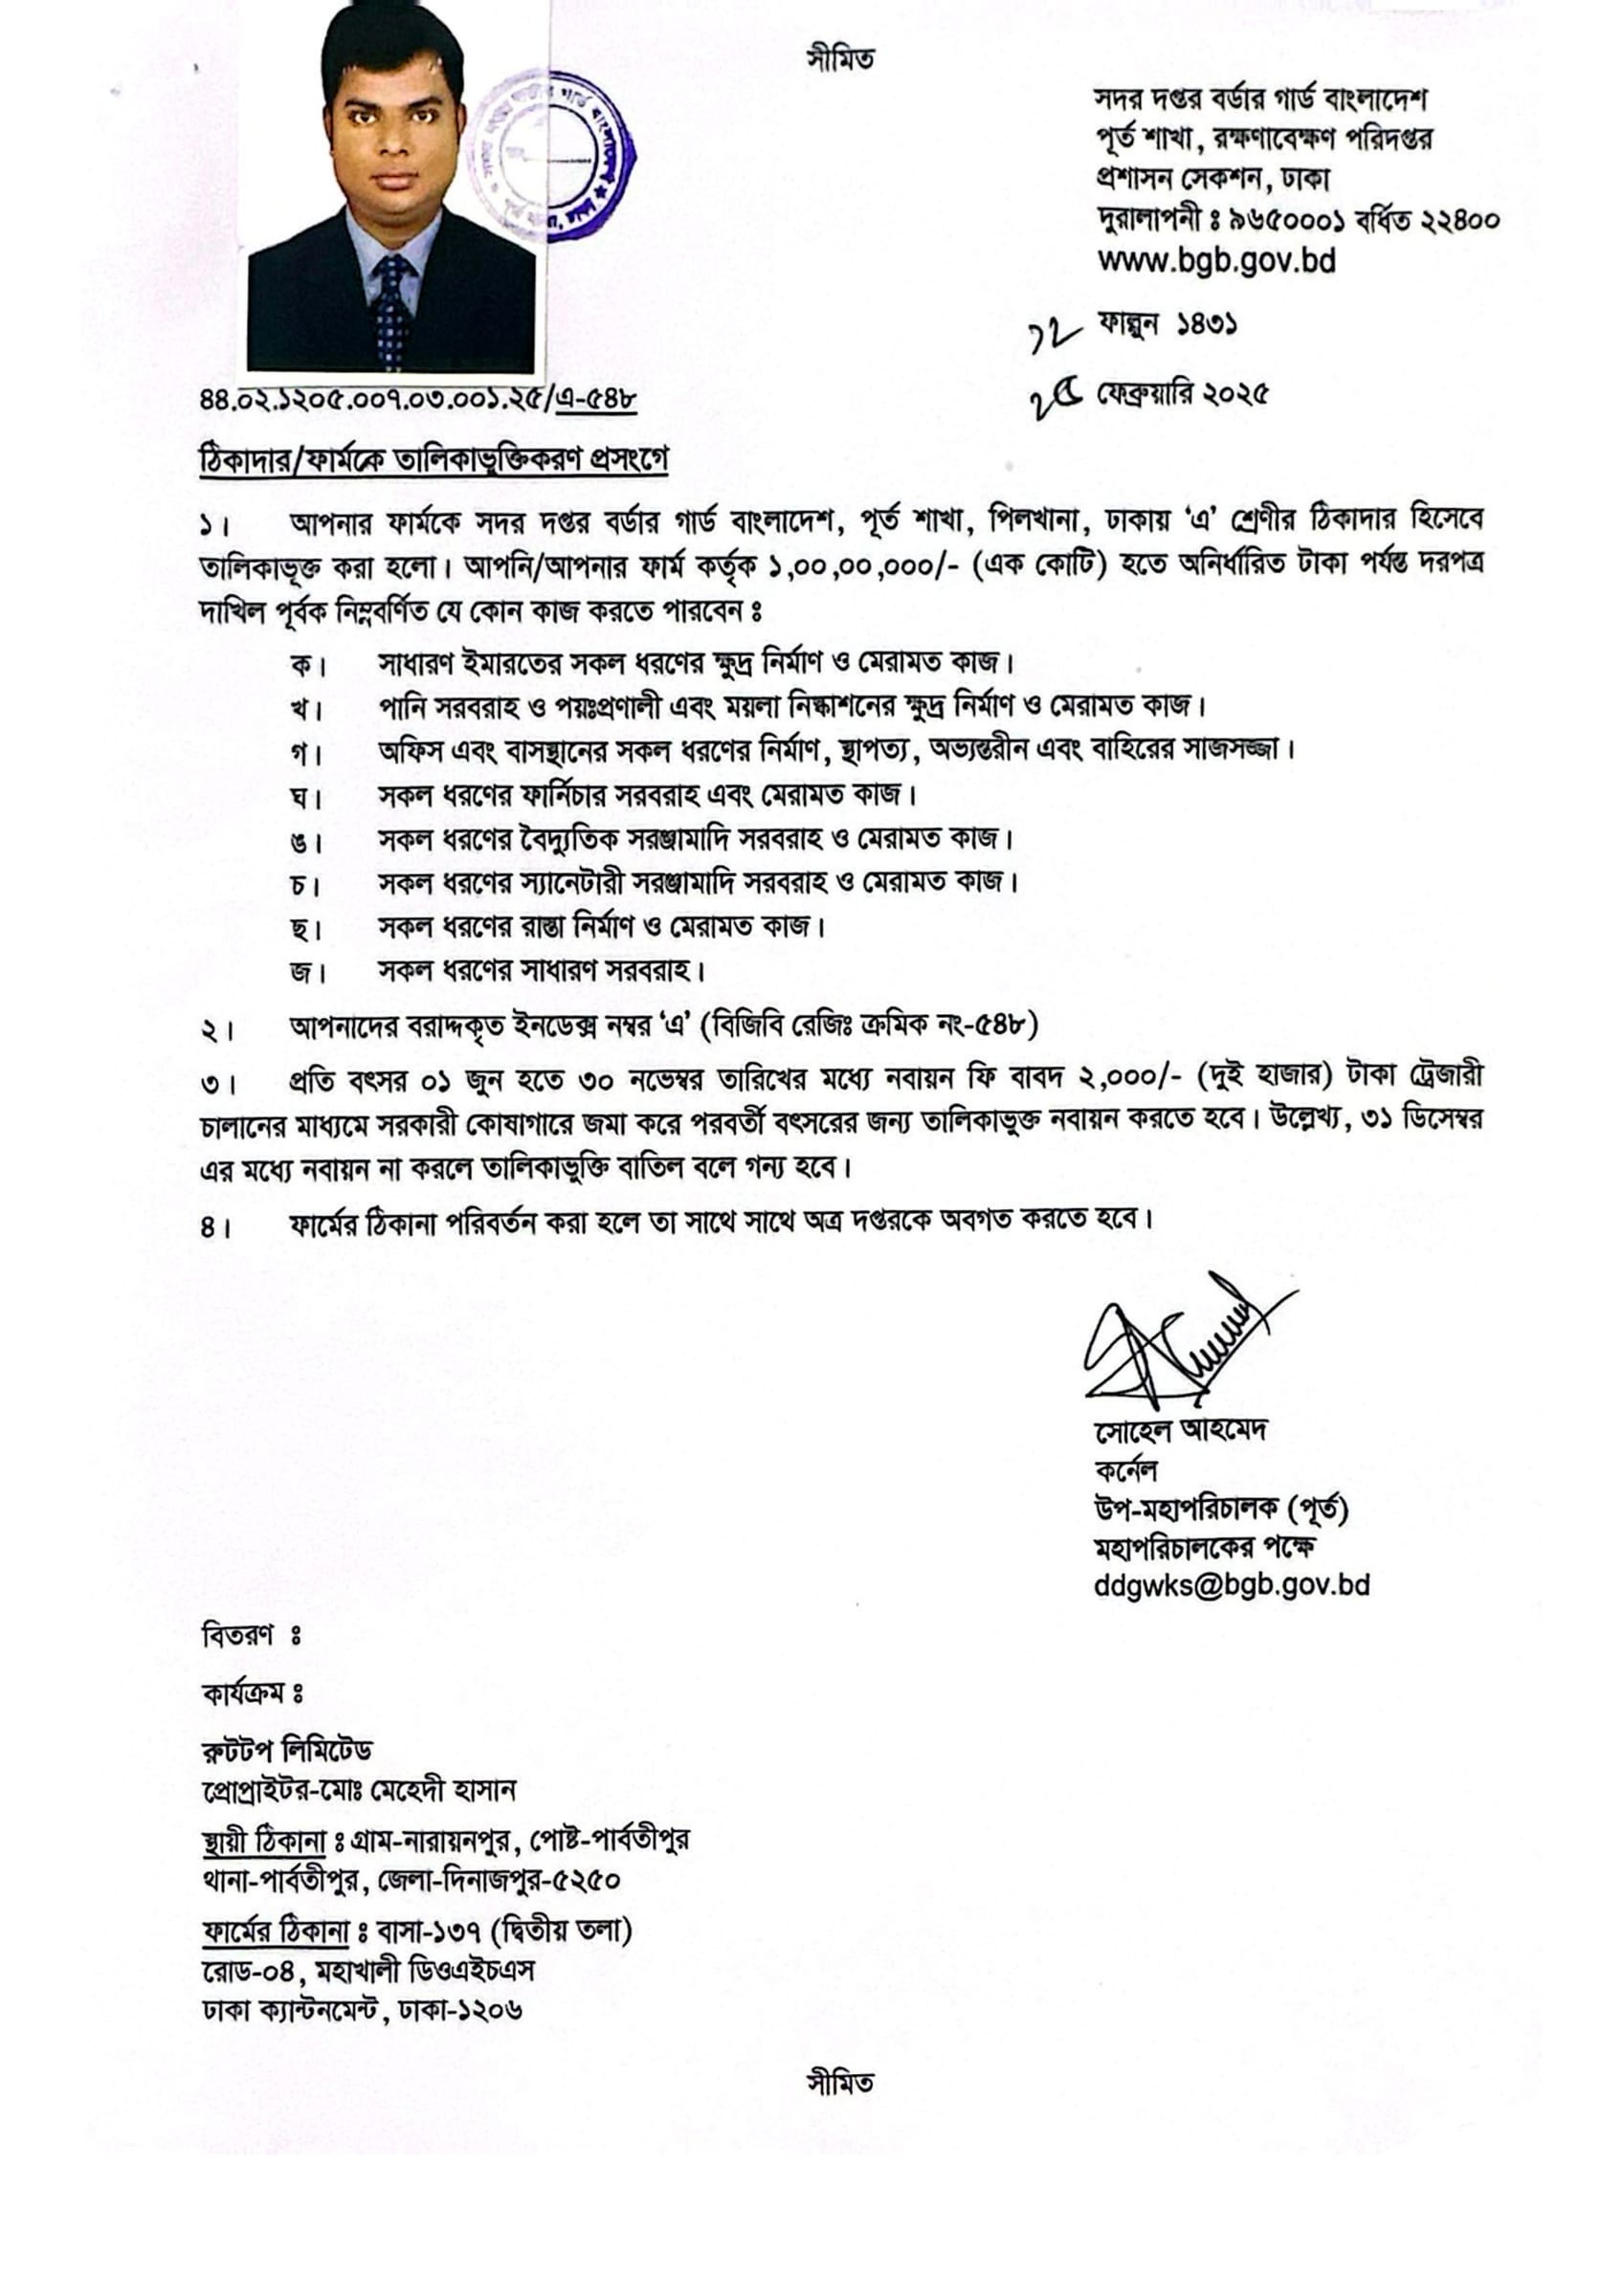 সীমিত
সদর দপ্তর বর্ডার গার্ড বাংলাদেশ
পূর্ত শাখা, রক্ষণাবেক্ষণ পরিদপ্তর
প্রশাসন সেকশন, ঢাকা
দুরালাপনী ঃ ৯৬৫০০০১ বর্ধিত ২২৪০০
www.bgb.gov.bd
১২ ফাল্গুন ১৪৩১
২৫ ফেব্রুয়ারি ২০২৫
৪৪.০২.১২০৫.০০৭.০৩.০০১.২৫/এ-৫৪৮
ঠিকাদার/ফার্মকে তালিকাভুক্তিকরণ প্রসংগে
১। আপনার ফার্মকে সদর দপ্তর বর্ডার গার্ড বাংলাদেশ, পূর্ত শাখা, পিলখানা, ঢাকায় ‘এ’ শ্রেণীর ঠিকাদার হিসেবে
তালিকাভূক্ত করা হলো। আপনি/আপনার ফার্ম কর্তৃক ১,০০,০০,০০০/- (এক কোটি) হতে অনির্ধারিত টাকা পর্যন্ত দরপত্র
দাখিল পূর্বক নিম্নবর্ণিত যে কোন কাজ করতে পারবেন ঃ
ক। সাধারণ ইমারতের সকল ধরণের ক্ষুদ্র নির্মাণ ও মেরামত কাজ।
খ। পানি সরবরাহ ও পয়ঃপ্রণালী এবং ময়লা নিষ্কাশনের ক্ষুদ্র নির্মাণ ও মেরামত কাজ।
গ। অফিস এবং বাসস্থানের সকল ধরণের নির্মাণ, স্থাপত্য, অভ্যন্তরীন এবং বাহিরের সাজসজ্জা।
ঘ। সকল ধরণের ফার্নিচার সরবরাহ এবং মেরামত কাজ।
ঙ। সকল ধরণের বৈদ্যুতিক সরঞ্জামাদি সরবরাহ ও মেরামত কাজ।
চ। সকল ধরণের স্যানেটারী সরঞ্জামাদি সরবরাহ ও মেরামত কাজ।
ছ। সকল ধরণের রাস্তা নির্মাণ ও মেরামত কাজ।
জ। সকল ধরণের সাধারণ সরবরাহ।
২। আপনাদের বরাদ্দকৃত ইনডেক্স নম্বর ‘এ’ (বিজিবি রেজিঃ ক্রমিক নং-৫৪৮)
৩। প্রতি বৎসর ০১ জুন হতে ৩০ নভেম্বর তারিখের মধ্যে নবায়ন ফি বাবদ ২,০০০/- (দুই হাজার) টাকা ট্রেজারী
চালানের মাধ্যমে সরকারী কোষাগারে জমা করে পরবর্তী বৎসরের জন্য তালিকাভুক্ত নবায়ন করতে হবে। উল্লেখ্য, ৩১ ডিসেম্বর
এর মধ্যে নবায়ন না করলে তালিকাভুক্তি বাতিল বলে গন্য হবে।
৪। ফার্মের ঠিকানা পরিবর্তন করা হলে তা সাথে সাথে অত্র দপ্তরকে অবগত করতে হবে।
সোহেল আহমেদ
কর্নেল
উপ-মহাপরিচালক (পূর্ত)
মহাপরিচালকের পক্ষে
ddgwks@bgb.gov.bd
বিতরণ ঃ
কার্যক্রম ঃ
রুটটপ লিমিটেড
প্রোপ্রাইটর-মোঃ মেহেদী হাসান
স্থায়ী ঠিকানা ঃ গ্রাম-নারায়নপুর, পোষ্ট-পার্বতীপুর
থানা-পার্বতীপুর, জেলা-দিনাজপুর-৫২৫০
ফার্মের ঠিকানা ঃ বাসা-১৩৭ (দ্বিতীয় তলা)
রোড-০৪, মহাখালী ডিওএইচএস
ঢাকা ক্যান্টনমেন্ট, ঢাকা-১২০৬
সীমিত